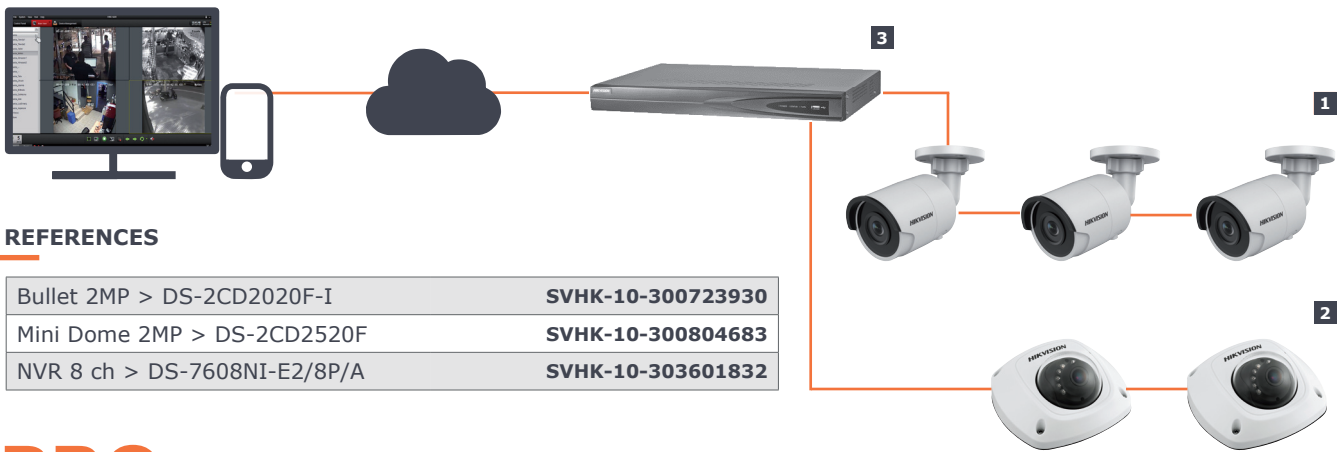 3
1
HIKVISION
HIKVISION
HIKVISION
HIKVISION
REFERENCES
Bullet 2MP > DS-2CD2020F-I SVHK-10-300723930
Mini Dome 2MP > DS-2CD2520F SVHK-10-300804683
NVR 8 ch > DS-7608NI-E2/8P/A SVHK-10-303601832
2
HIKVISION
HIKVISION